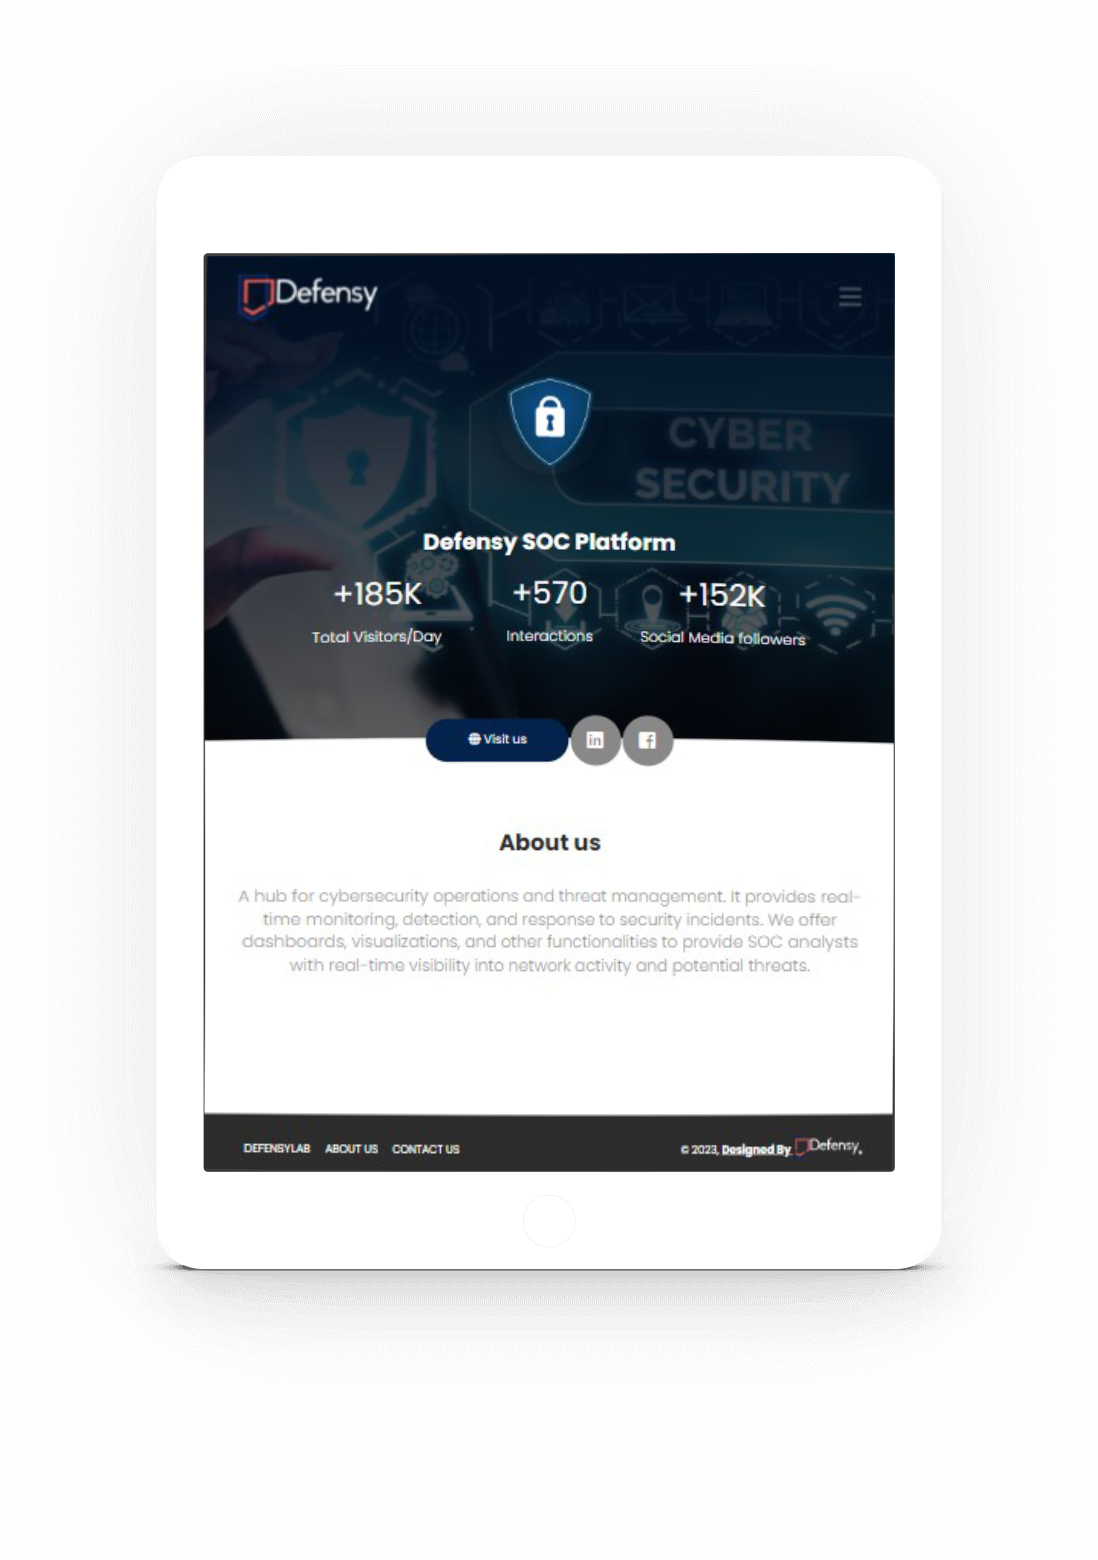 Defensy
CYBER
SECURITY
Defensy SOC Platform
+185K +570 +152K
Total Visitors/Day Interactions Social Media followers
Visit us in f
About us
A hub for cybersecurity operations and threat management. It provides real-
time monitoring, detection, and response to security incidents. We offer
dashboards, visualizations, and other functionalities to provide SOC analysts
with real-time visibility into network activity and potential threats.
DEFENSYLAB ABOUT US CONTACT US © 2023, Designed By Defensy.